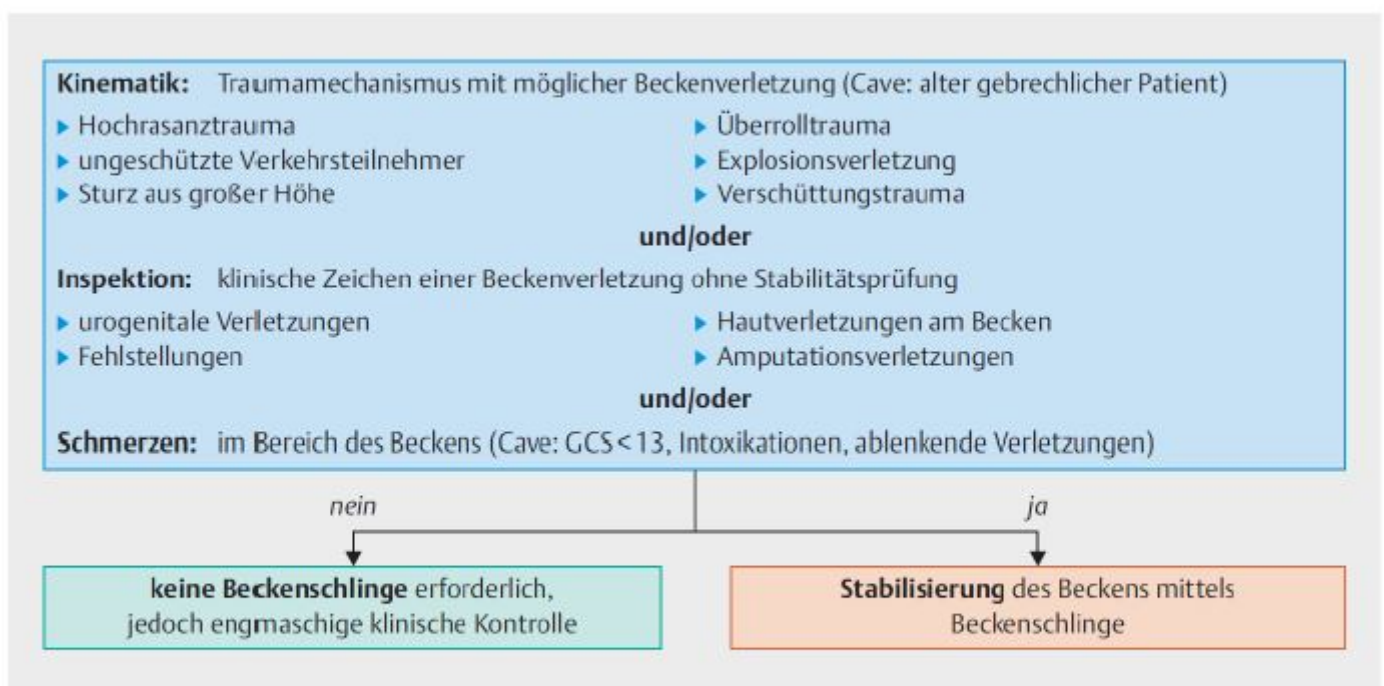 Kinematik: Traumamechanismus mit möglicher Beckenverletzung (Cave: alter gebrechlicher Patient)
▶ Hochrasanztrauma
▶ ungeschützte Verkehrsteilnehmer
▶ Sturz aus großer Höhe
▶ Überrolltrauma
▶ Explosionsverletzung
▶ Verschüttungstrauma
und/oder
Inspektion: klinische Zeichen einer Beckenverletzung ohne Stabilitätsprüfung
▶ urogenitale Verletzungen
▶ Fehlstellungen
▶ Hautverletzungen am Becken
▶ Amputationsverletzungen
und/oder
Schmerzen: im Bereich des Beckens (Cave: GCS < 13, Intoxikationen, ablenkende Verletzungen)
nein
ja
keine Beckenschlinge erforderlich,
jedoch engmaschige klinische Kontrolle
Stabilisierung des Beckens mittels
Beckenschlinge